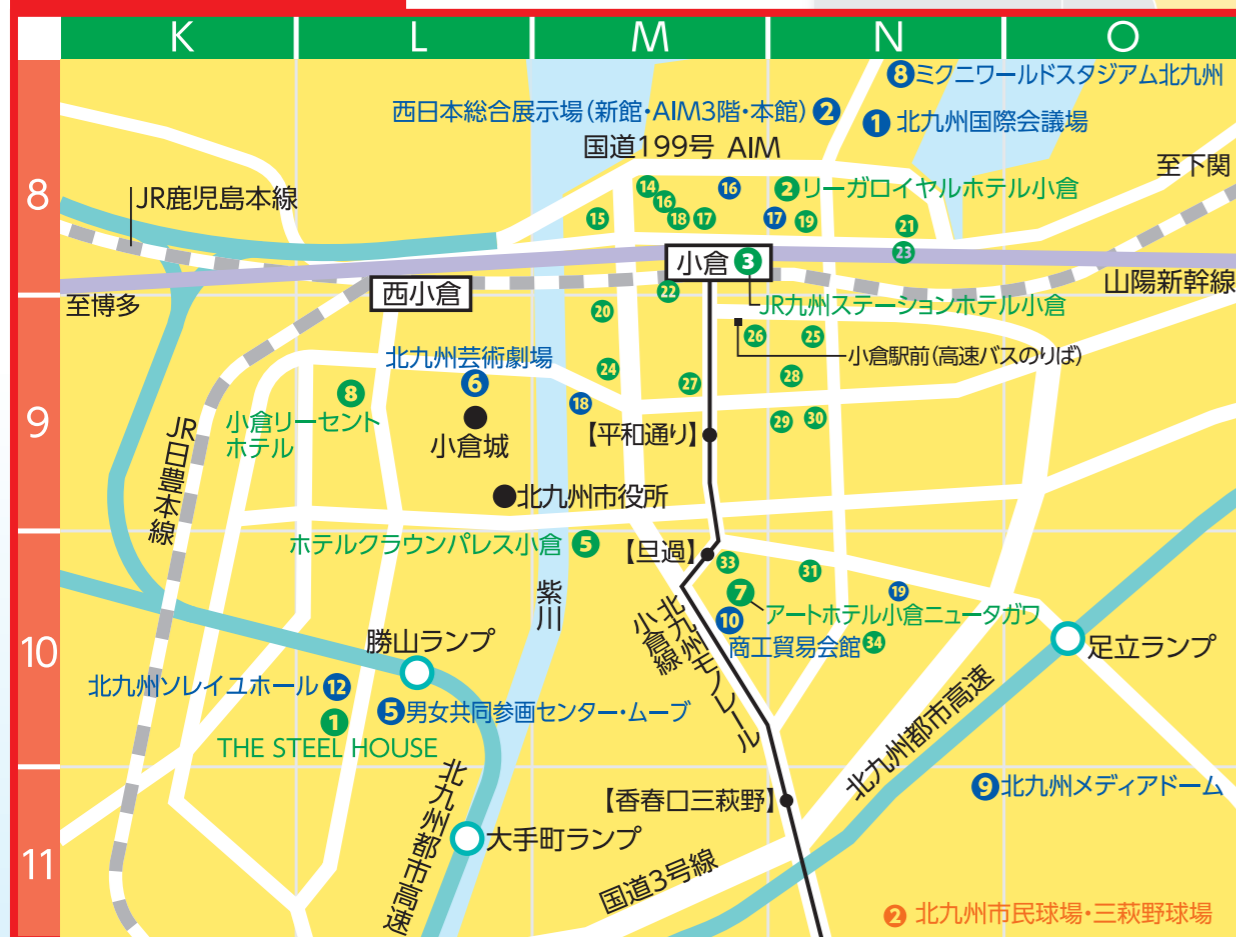 K L M N O
8
8 ミクニワールドスタジアム北九州
西日本総合展示場(新館・AIM3階・本館) 2
1 北九州国際会議場
国道199号 AIM
至下関
JR鹿児島本線
14
16
16
2 リーガロイヤルホテル小倉
15
18
17
17
19
21
23
小倉 3
山陽新幹線
西小倉
至博多
22
JR九州ステーションホテル小倉
20
26
25
小倉駅前(高速バスのりば)
9
北九州芸術劇場
6
24
27
28
8
小倉リーセント
ホテル
18
小倉城
【平和通り】
29
30
JR日豊本線
北九州市役所
10
ホテルクラウンパレス小倉 5
【旦過】
33
31
19
7
アートホテル小倉ニュータガワ
紫川
北九州モノレール
小倉線
10
商工貿易会館
34
勝山ランプ
足立ランプ
北九州ソレイユホール 12
5 男女共同参画センター・ムーブ
1
THE STEEL HOUSE
北九州都市高速
11
北九州都市高速
9 北九州メディアドーム
【香春口三萩野】
大手町ランプ
国道3号線
2 北九州市民球場・三萩野球場